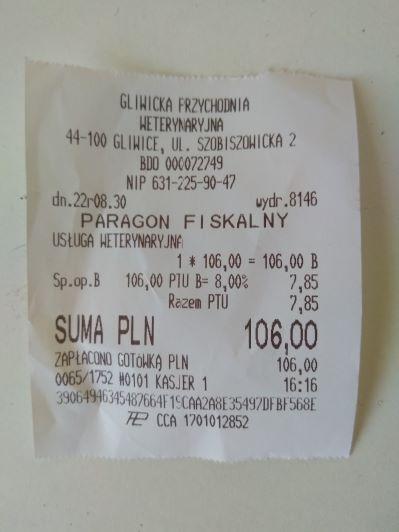 GLIWICKA PRZYCHODNIA
WETERYNARYJNA
44-100 GLIWICE, UL. SZOBISZOWICKA 2
BDO 000072749
NIP 631-225-90-47
dn.22r08.30 wydr.8146
PARAGON FISKALNY
USŁUGA WETERYNARYJNA
1 * 106,00 = 106,00 B
Sp.op.B 106,00 PTU B= 8,00% 7,85
Razem PTU 7,85
SUMA PLN 106,00
ZAPŁACONO GOTÓWKĄ PLN 106,00
0065/1752 #0101 KASJER 1 16:16
39064946345487664F19CAA2A8E35497DFBF568E
CCA 1701012852